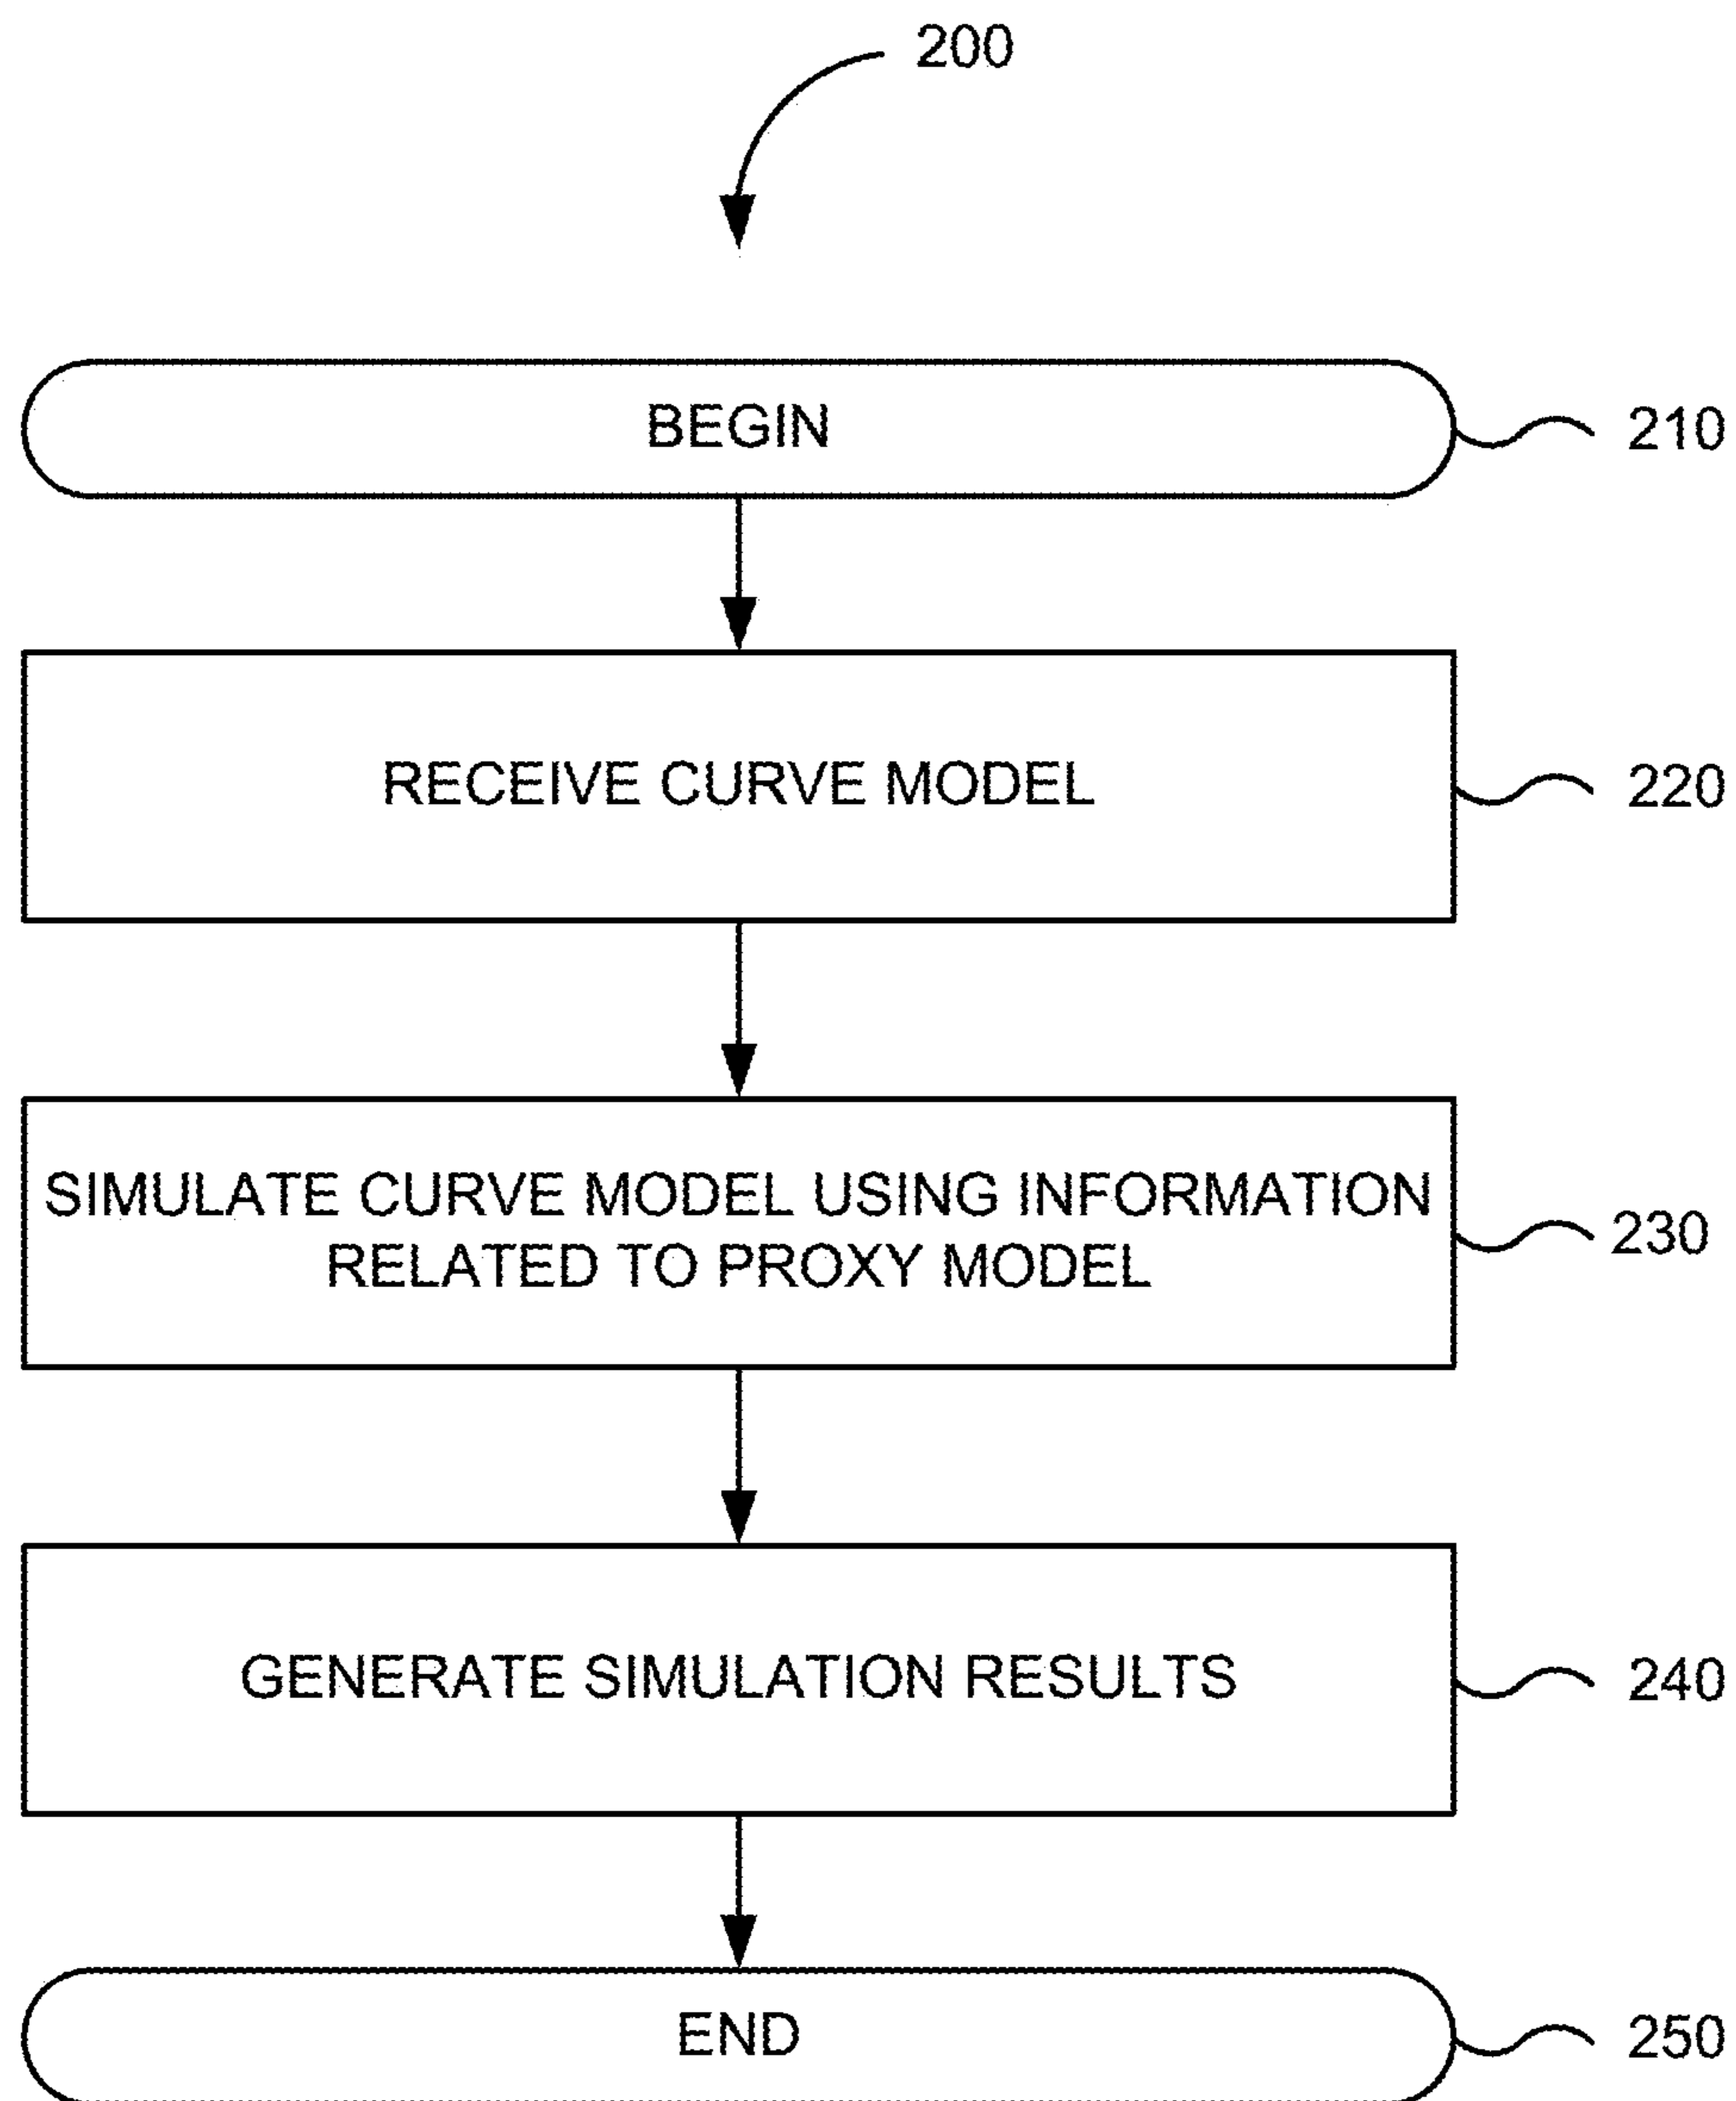 200
BEGIN
210
RECEIVE CURVE MODEL
220
SIMULATE CURVE MODEL USING INFORMATION
RELATED TO PROXY MODEL
230
GENERATE SIMULATION RESULTS
240
END
250